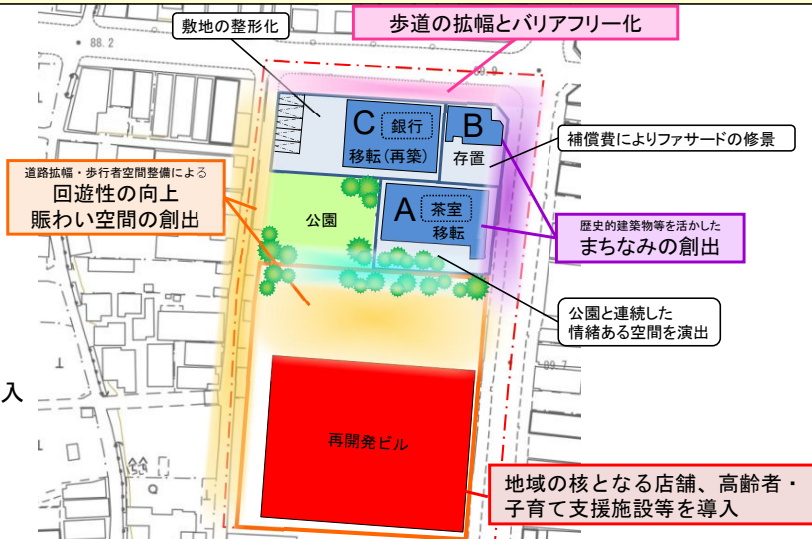 敷地の整形化
歩道の拡幅とバリアフリー化
88.2
C 銀行
移転(再築)
B
存置
補償費によりファサードの修景
道路拡幅・歩行者空間整備による
回遊性の向上
賑わい空間の創出
公園
A 茶室
移転
歴史的建築物等を活かした
まちなみの創出
公園と連続した
情緒ある空間を演出
入
再開発ビル
地域の核となる店舗、高齢者・
子育て支援施設等を導入